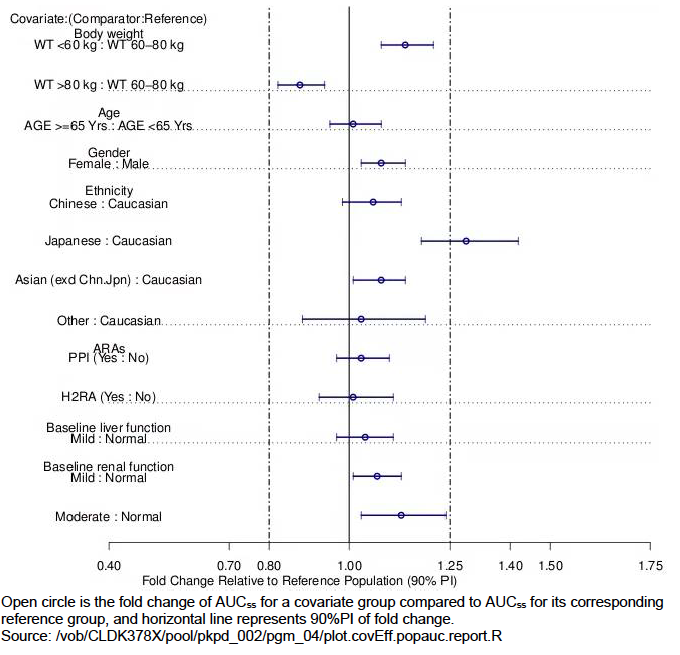 Covariate:(Comparator:Reference)
Body weight
WT <60 kg : WT 60–80 kg
WT >80 kg : WT 60–80 kg
Age
AGE >=65 Yrs : AGE <65 Yrs
Gender
Female : Male
Ethnicity
Chinese : Caucasian
Japanese : Caucasian
Asian (exd Chn.Jpn) : Caucasian
Other : Caucasian
ARAs
PPI (Yes : No)
H2RA (Yes : No)
Baseline liver function
Mild : Normal
Baseline renal function
Mild : Normal
Moderate : Normal
0.40 0.70 0.80 1.00 1.25 1.40 1.50 1.75
Fold Change Relative to Reference Population (90% PI)
Open circle is the fold change of AUCss for a covariate group compared to AUCss for its corresponding
reference group, and horizontal line represents 90%PI of fold change.
Source: /vob/CLDK378X/pool/pkpd_002/pgm_04/plot.covEff.popauc.report.R